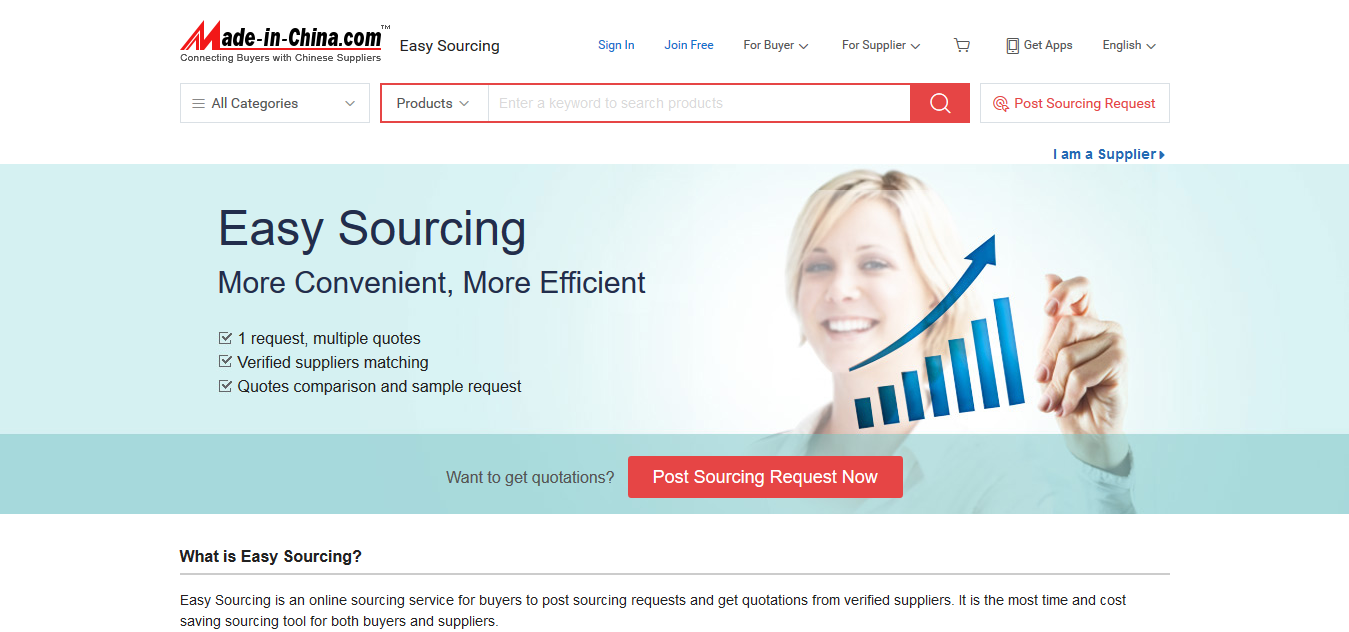 Made-in-China.com™
Connecting Buyers with Chinese Suppliers
Easy Sourcing
Sign In
Join Free
For Buyer
For Supplier
Get Apps
English
All Categories
Products
Enter a keyword to search products
Post Sourcing Request
I am a Supplier
Easy Sourcing
More Convenient, More Efficient
1 request, multiple quotes
Verified suppliers matching
Quotes comparison and sample request
Want to get quotations?
Post Sourcing Request Now
What is Easy Sourcing?
Easy Sourcing is an online sourcing service for buyers to post sourcing requests and get quotations from verified suppliers. It is the most time and cost
saving sourcing tool for both buyers and suppliers.